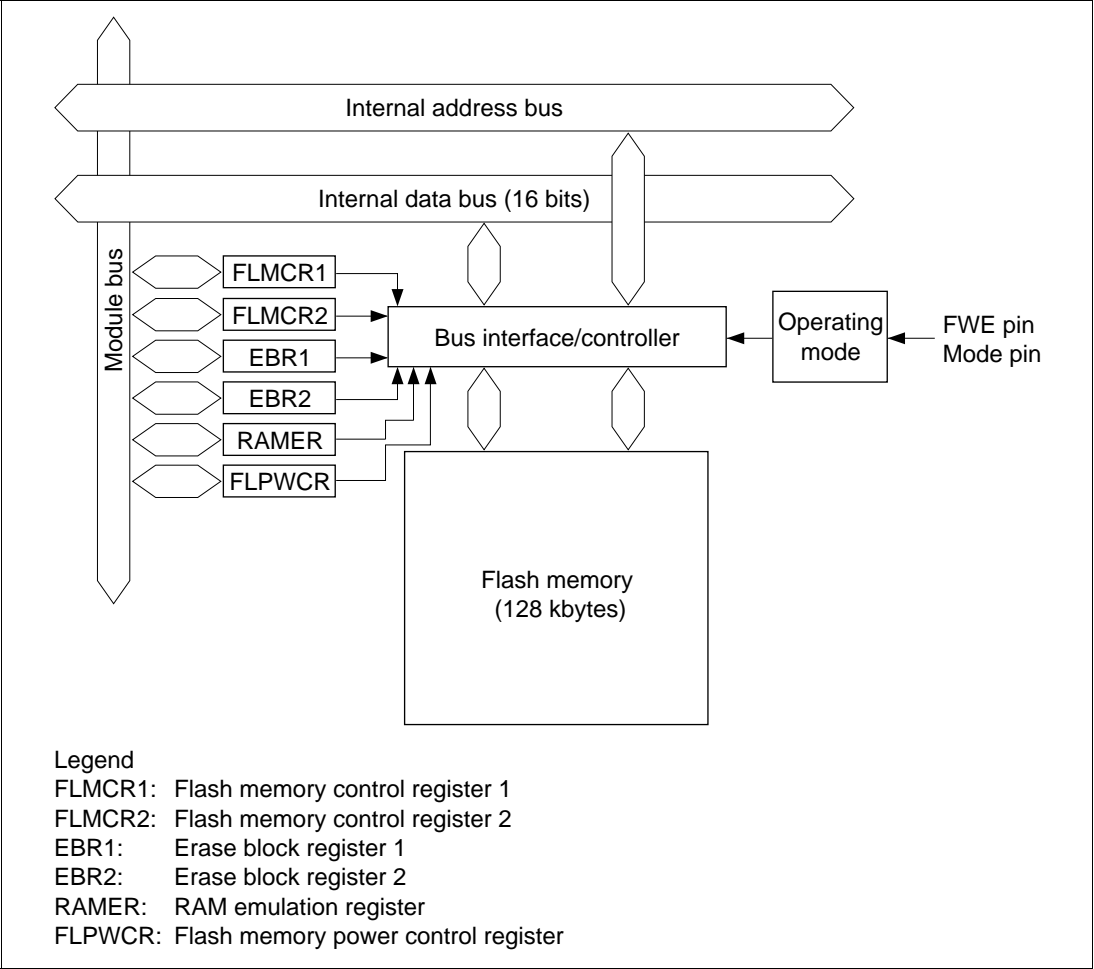 Internal address bus
Internal data bus (16 bits)
Module bus
FLMCR1
FLMCR2
EBR1
EBR2
RAMER
FLPWCR
Bus interface/controller
Operating
mode
FWE pin
Mode pin
Flash memory
(128 kbytes)
Legend
FLMCR1: Flash memory control register 1
FLMCR2: Flash memory control register 2
EBR1: Erase block register 1
EBR2: Erase block register 2
RAMER: RAM emulation register
FLPWCR: Flash memory power control register